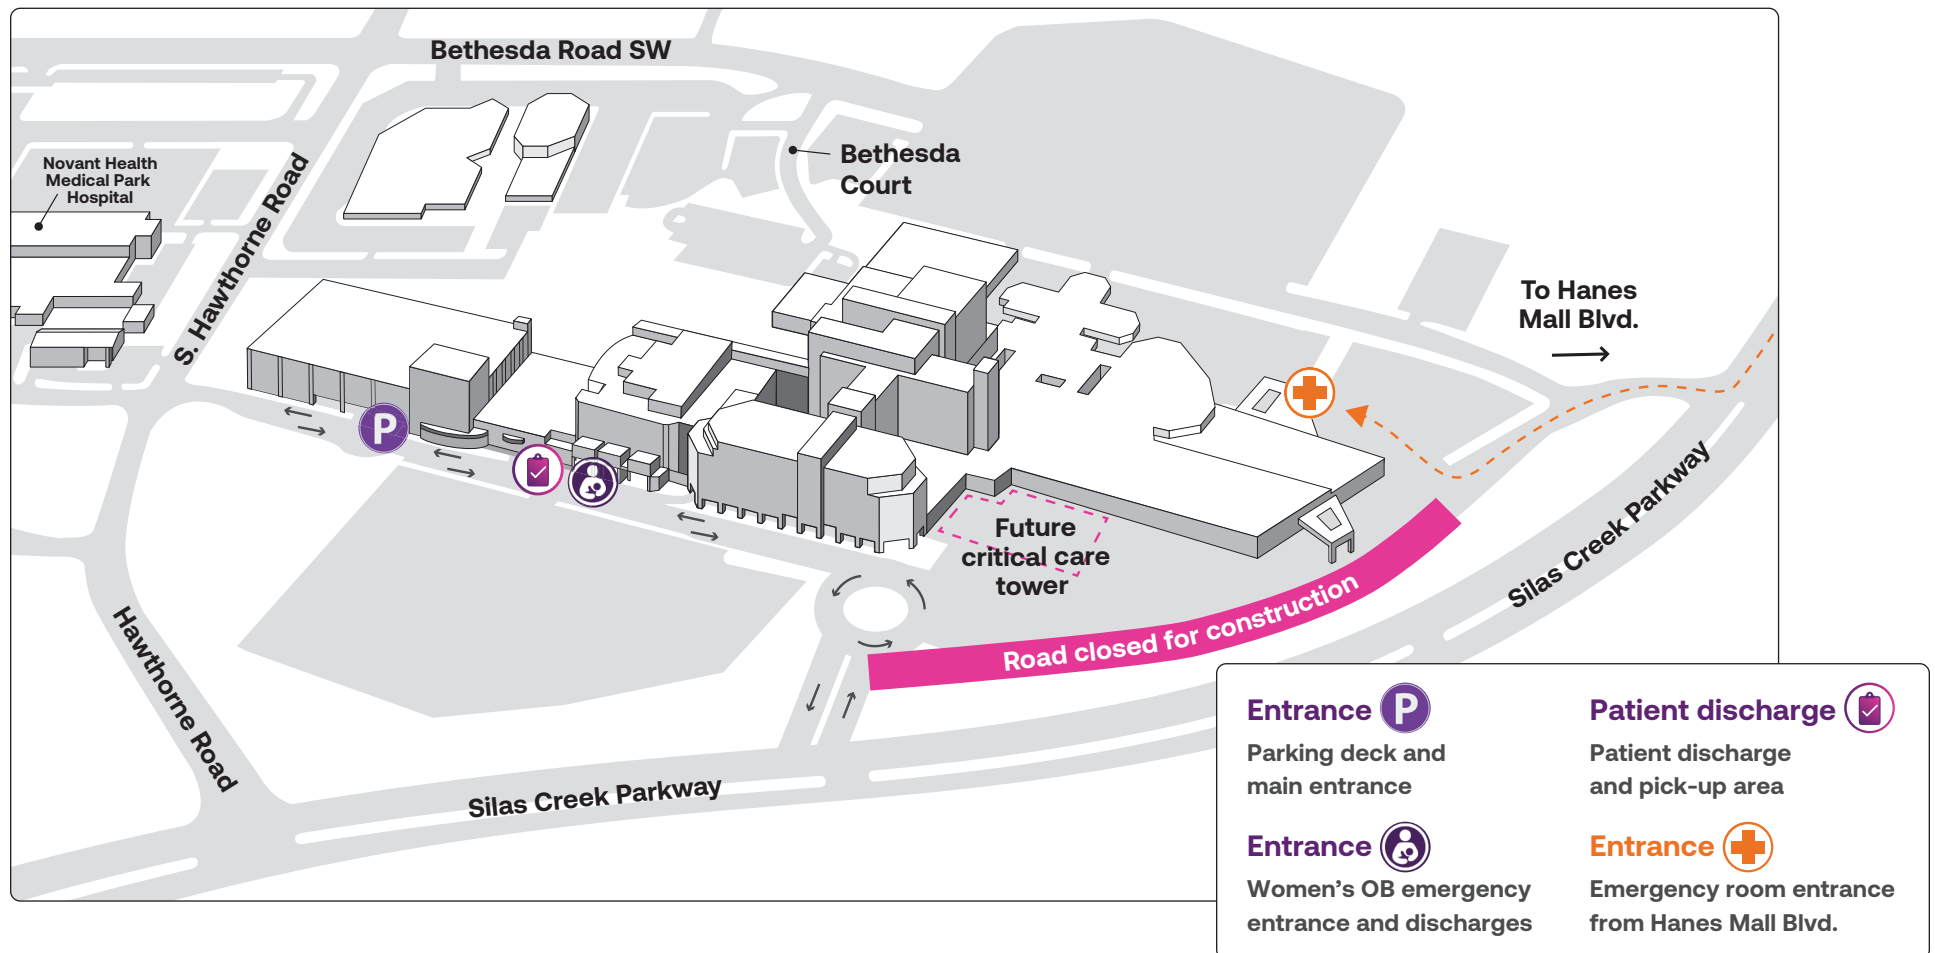 Bethesda Road SW
Novant Health
Medical Park
Hospital
S. Hawthorne Road
Bethesda
Court
To Hanes
Mall Blvd.
P
Future
critical care
tower
Road closed for construction
Silas Creek Parkway
Hawthorne Road
Silas Creek Parkway
Entrance P
Parking deck and
main entrance
Patient discharge
Patient discharge
and pick-up area
Entrance
Women’s OB emergency
entrance and discharges
Entrance
Emergency room entrance
from Hanes Mall Blvd.